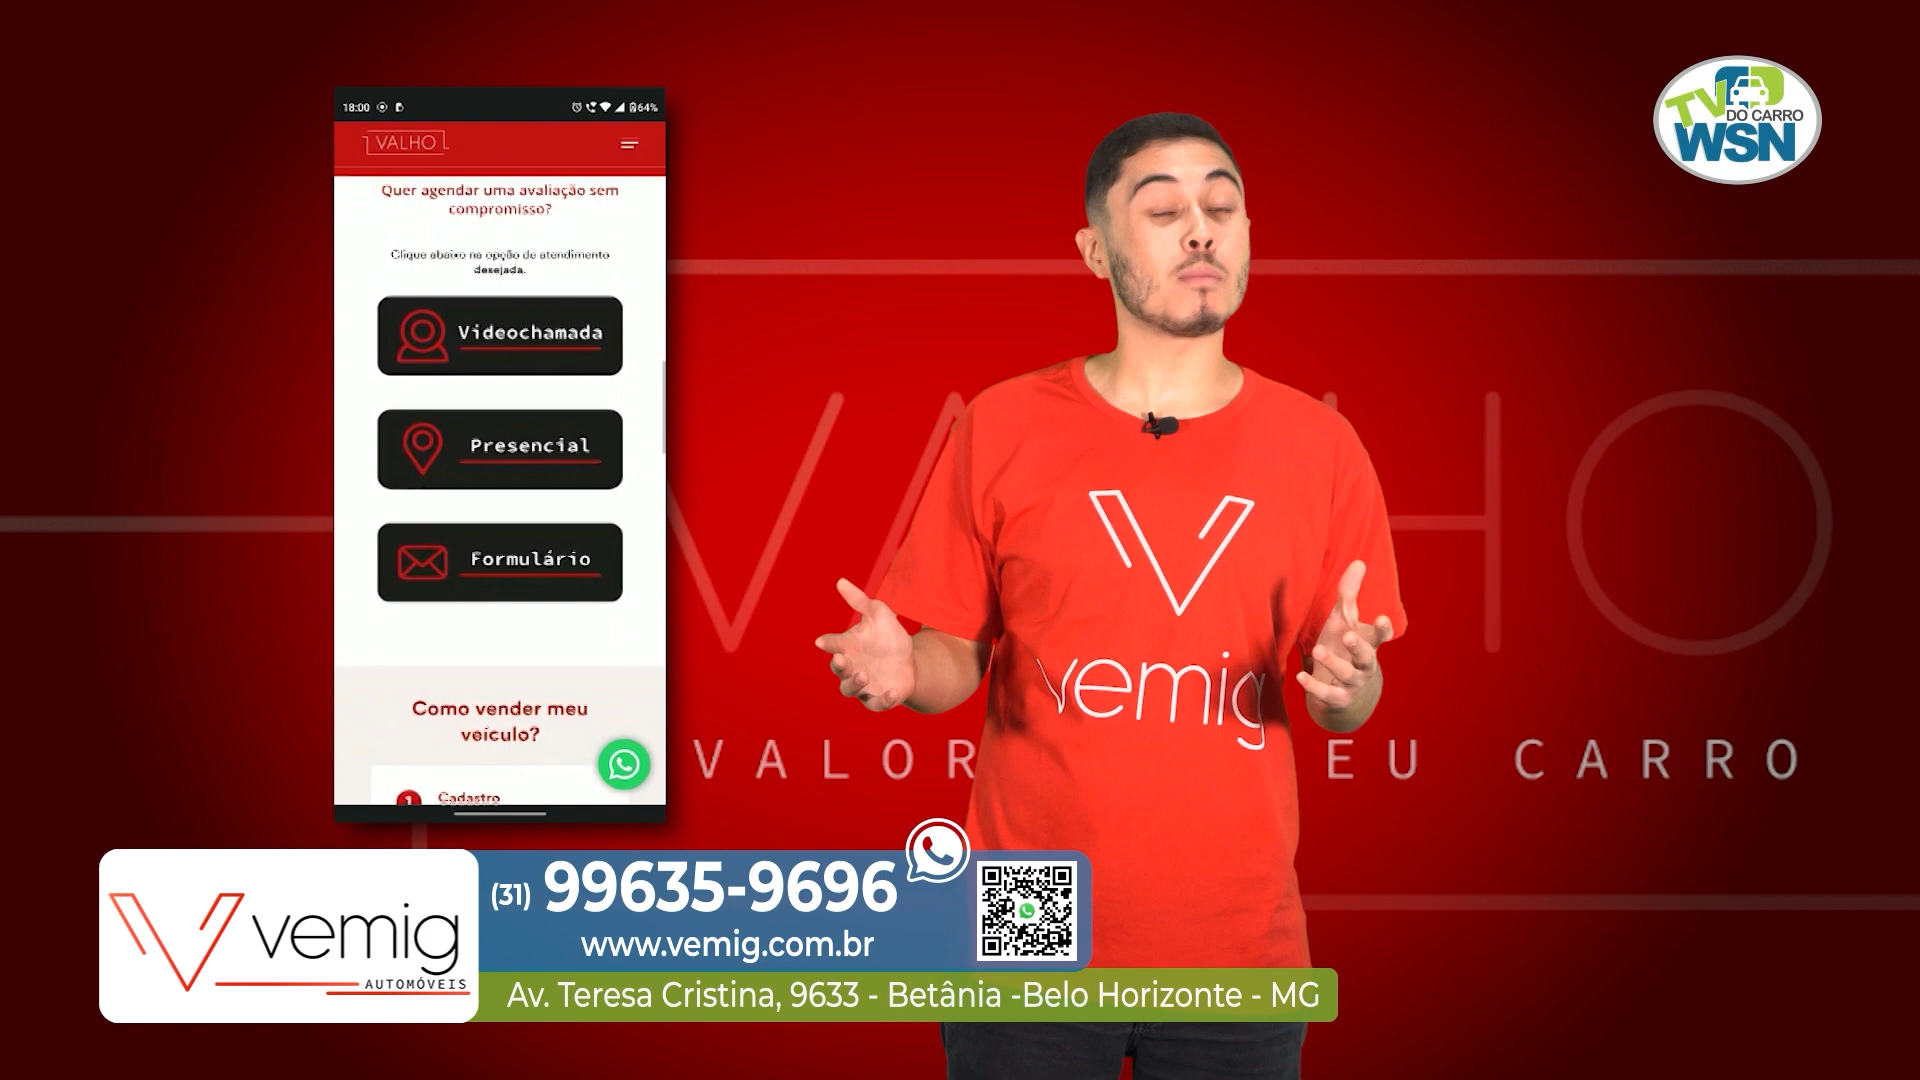 18:00
64%
VALHO
Quer agendar uma avaliação sem
compromisso?
Clique abaixo na opção de atendimento
desejada.
Videochamada
Presencial
Formulário
Como vender meu
veículo?
1 Cadastro
TV DO CARRO
WSN
V
vemig
VALHO
VALOR EU CARRO
vemig
AUTOMÓVEIS
(31) 99635-9696
www.vemig.com.br
Av. Teresa Cristina, 9633 - Betânia -Belo Horizonte - MG